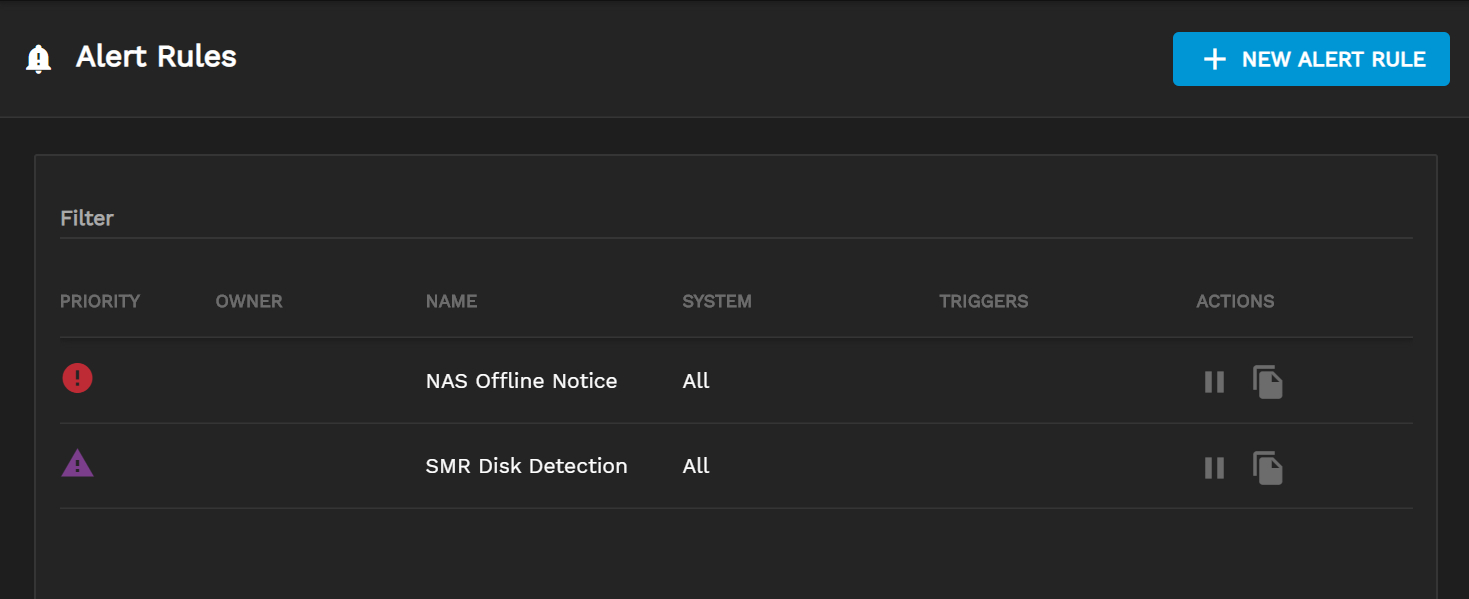 Alert Rules
NEW ALERT RULE
Filter
PRIORITY OWNER NAME SYSTEM TRIGGERS ACTIONS
NAS Offline Notice All
SMR Disk Detection All